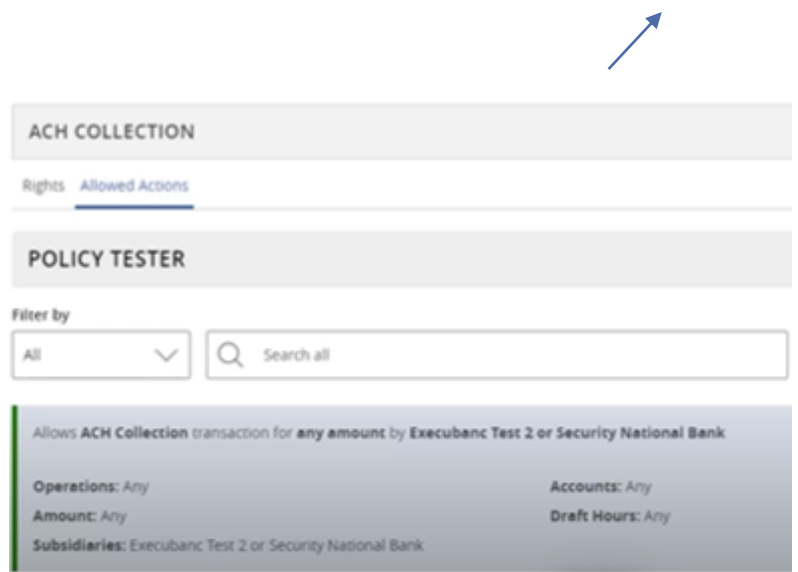 ACH COLLECTION
Rights Allowed Actions
POLICY TESTER
Filter by
All Search all
Allows ACH Collection transaction for any amount by Execubanc Test 2 or Security National Bank
Operations: Any Accounts: Any
Amount: Any Draft Hours: Any
Subsidiaries: Execubanc Test 2 or Security National Bank